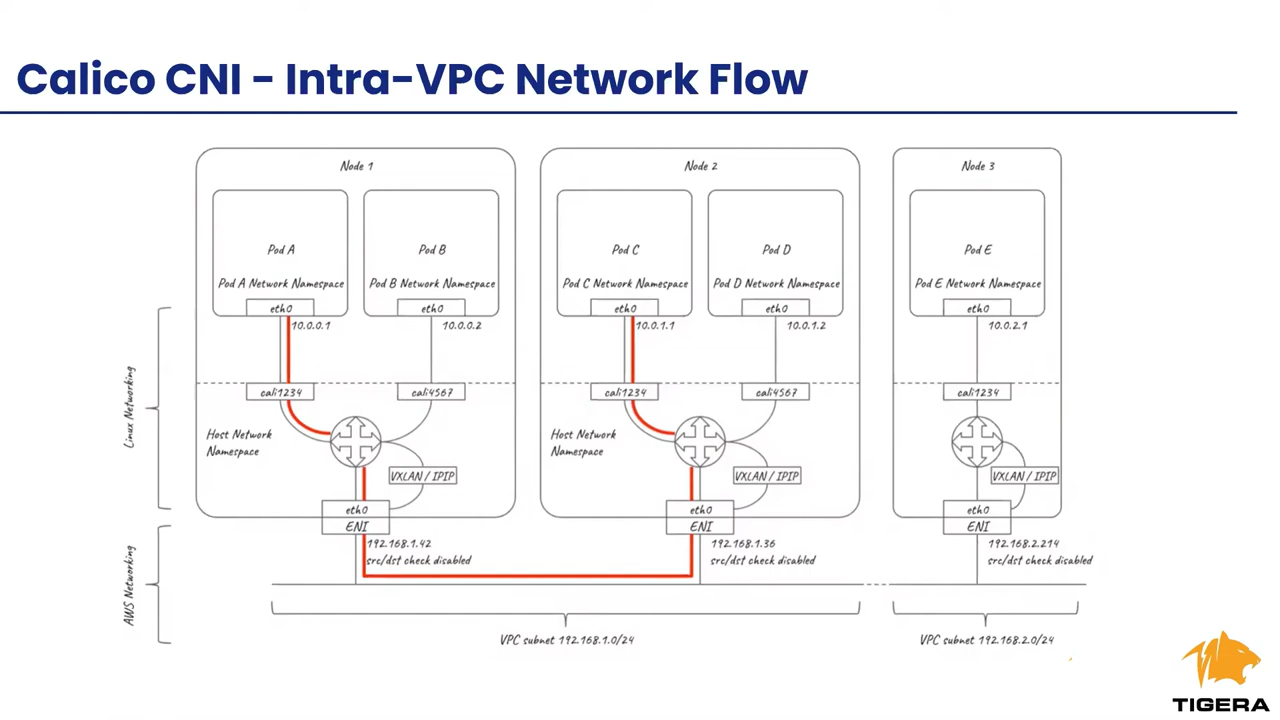 Calico CNI - Intra-VPC Network Flow
Node 1
Pod A
Pod A Network Namespace
eth0
10.0.0.1
Pod B
Pod B Network Namespace
eth0
10.0.0.2
cali1234
cali4567
Host Network
Namespace
VXLAN / IPIP
eth0
ENI
192.168.1.42
src/dst check disabled
Node 2
Pod C
Pod C Network Namespace
eth0
10.0.1.1
Pod D
Pod D Network Namespace
eth0
10.0.1.2
cali1234
cali4567
Host Network
Namespace
VXLAN / IPIP
eth0
ENI
192.168.1.36
src/dst check disabled
Node 3
Pod E
Pod E Network Namespace
eth0
10.0.2.1
cali1234
VXLAN / IPIP
eth0
ENI
192.168.2.214
src/dst check disabled
Linux Networking
AWS Networking
VPC subnet 192.168.1.0/24
VPC subnet 192.168.2.0/24
TIGERA